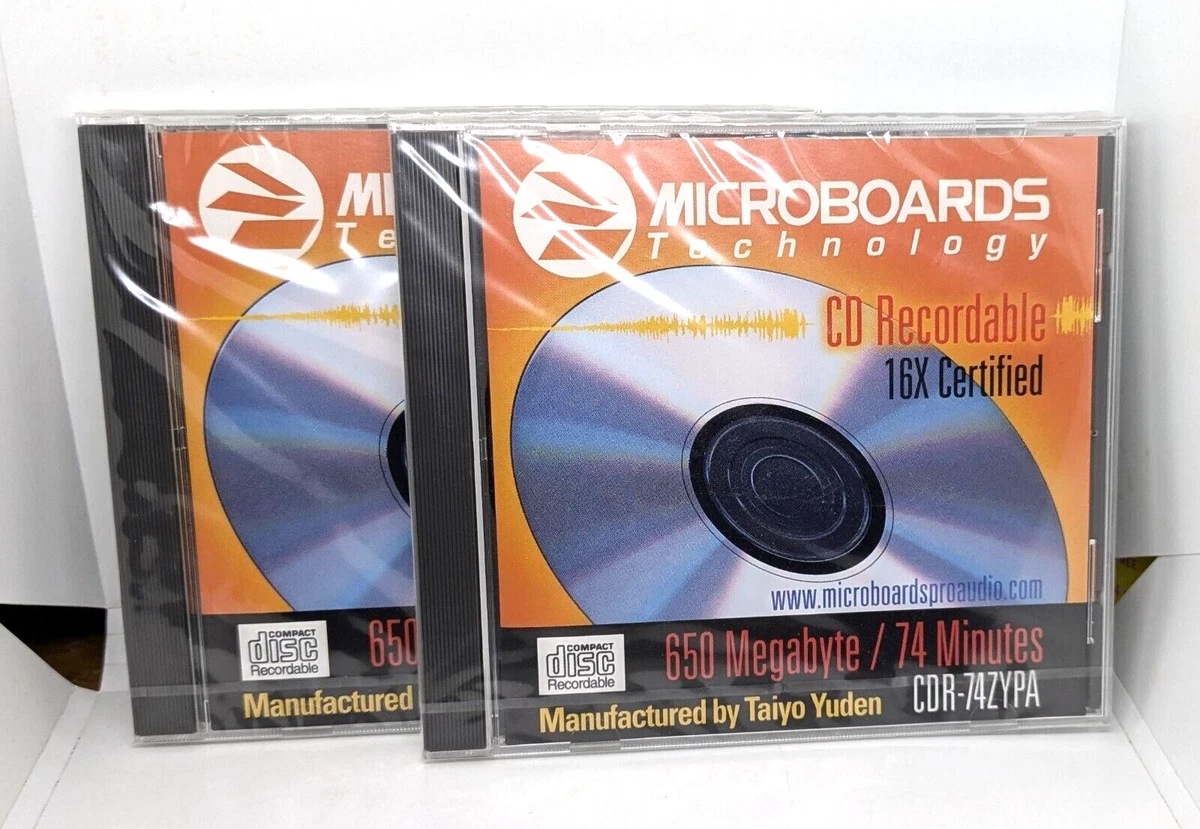 MICROBOARDS
Technology
CD Recordable
16X Certified
www.microboardsproaudio.com
COMPACT
disc
Recordable
650 Megabyte / 74 Minutes
CDR-74ZYPA
Manufactured by Taiyo Yuden
COMPACT
disc
Recordable
650
Manufactured